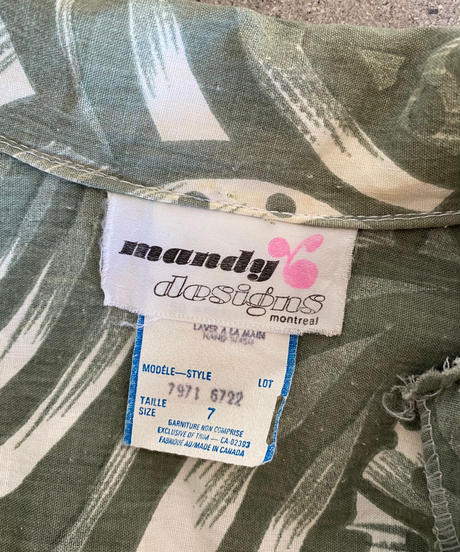 mandy
designs
montreal
LAVER A LA MAIN
HAND WASH
MODÈLE—STYLE LOT
7971 6722
TAILLE
SIZE 7
GARNITURE NON COMPRISE
EXCLUSIVE OF TRIM — CA-02393
FABRIQUÉ AU/MADE IN CANADA